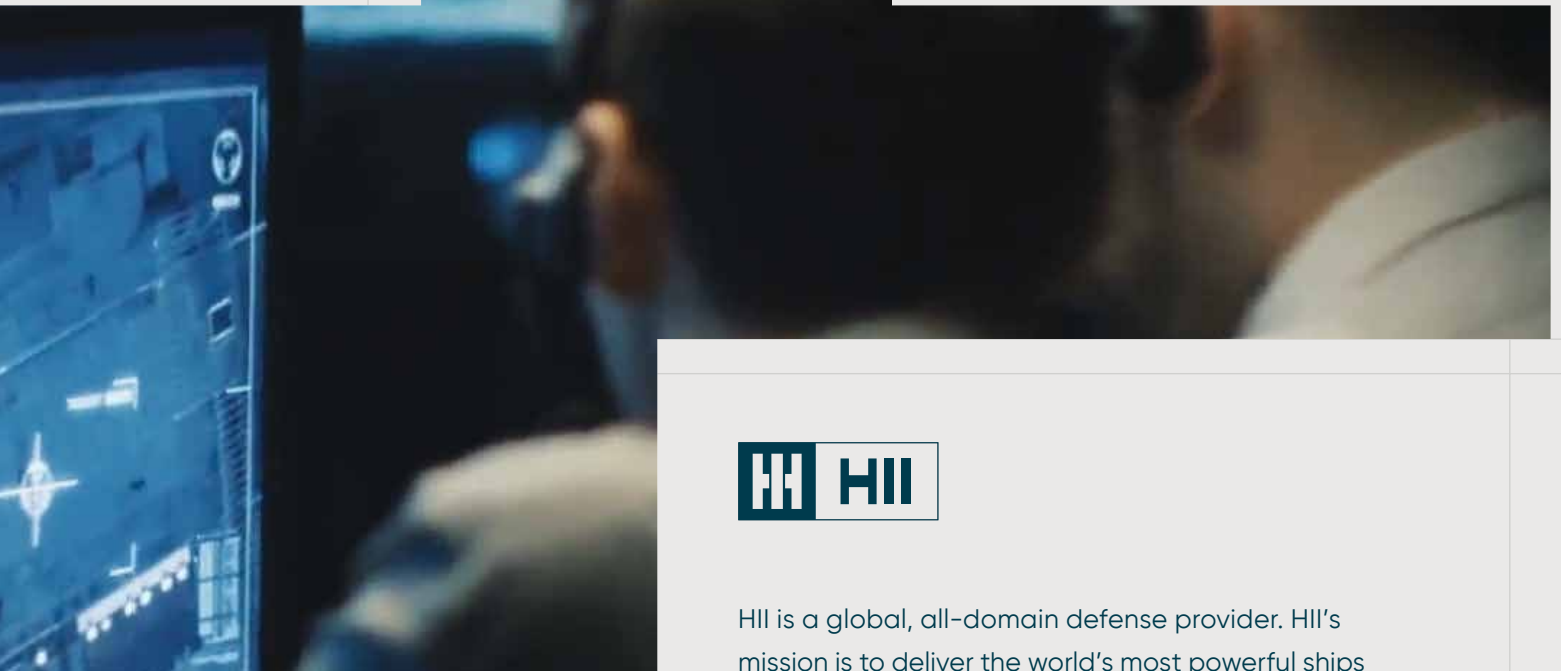 HII
HII is a global, all-domain defense provider. HII's
mission is to deliver the world's most powerful ships